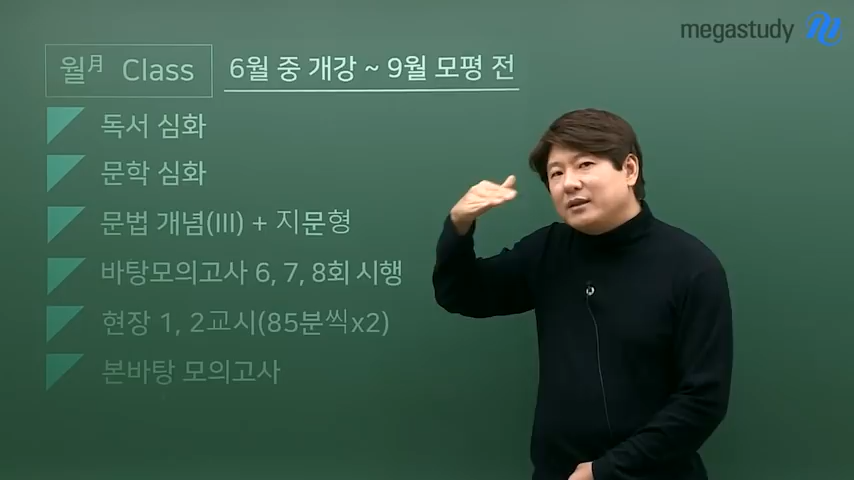 megastudy
월月 Class
6월 중 개강 ~ 9월 모평 전
독서 심화
문학 심화
문법 개념(III) + 지문형
바탕모의고사 6, 7, 8회 시행
현장 1, 2교시(85분씩x2)
본바탕 모의고사